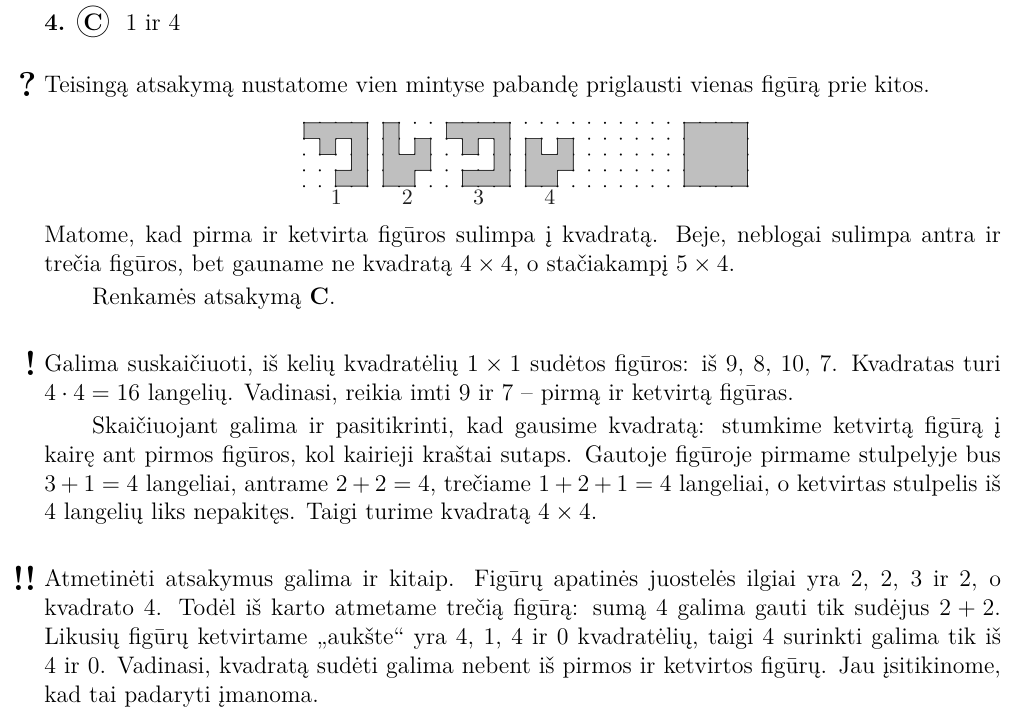 4. C 1 ir 4
? Teisingą atsakymą nustatome vien mintyse pabandę priglausti vienas figūrą prie kitos.
1 2 3 4
Matome, kad pirma ir ketvirta figūros sulimpa į kvadratą. Beje, neblogai sulimpa antra ir
trečia figūros, bet gauname ne kvadratą 4 × 4, o stačiakampį 5 × 4.
Renkamės atsakymą C.
! Galima suskaičiuoti, iš kelių kvadratėlių 1 × 1 sudėtos figūros: iš 9, 8, 10, 7. Kvadratas turi
4 · 4 = 16 langelių. Vadinasi, reikia imti 9 ir 7 – pirmą ir ketvirtą figūras.
Skaičiuojant galima ir pasitikrinti, kad gausime kvadratą: stumkime ketvirtą figūrą į
kairę ant pirmos figūros, kol kairieji kraštai sutaps. Gautoje figūroje pirmame stulpelyje bus
3 + 1 = 4 langeliai, antrame 2 + 2 = 4, trečiame 1 + 2 + 1 = 4 langeliai, o ketvirtas stulpelis iš
4 langelių liks nepakitęs. Taigi turime kvadratą 4 × 4.
!! Atmetinėti atsakymus galima ir kitaip. Figūrų apatinės juostelės ilgiai yra 2, 2, 3 ir 2, o
kvadrato 4. Todėl iš karto atmetame trečią figūrą: sumą 4 galima gauti tik sudėjus 2 + 2.
Likusių figūrų ketvirtame „aukšte“ yra 4, 1, 4 ir 0 kvadratėlių, taigi 4 surinkti galima tik iš
4 ir 0. Vadinasi, kvadratą sudėti galima nebent iš pirmos ir ketvirtos figūrų. Jau įsitikinome,
kad tai padaryti įmanoma.